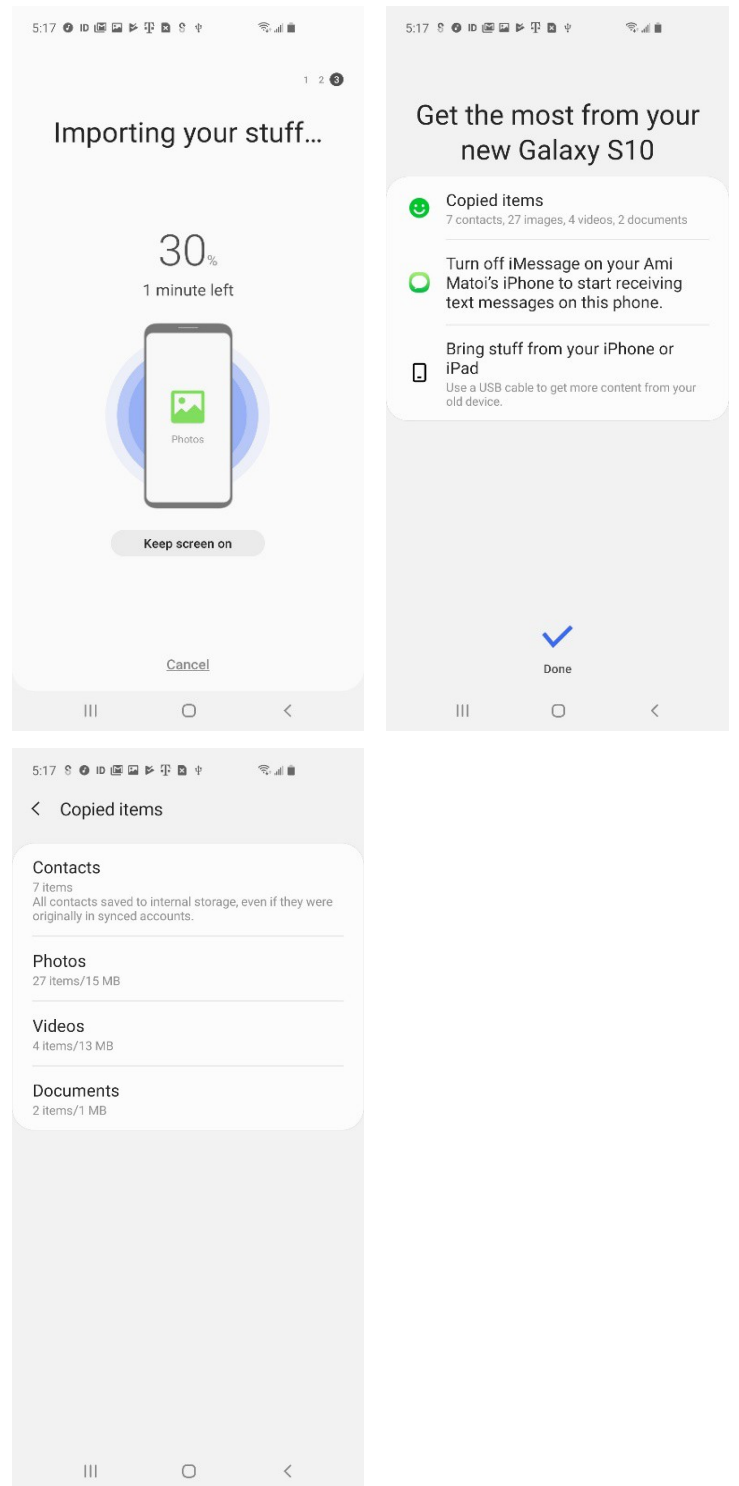 5:17
1 2 3
Importing your stuff...
30%
1 minute left
Photos
Keep screen on
Cancel
5:17
Get the most from your
new Galaxy S10
Copied items
7 contacts, 27 images, 4 videos, 2 documents
Turn off iMessage on your Ami
Matoi's iPhone to start receiving
text messages on this phone.
Bring stuff from your iPhone or
iPad
Use a USB cable to get more content from your
old device.
Done
5:17
Copied items
Contacts
7 items
All contacts saved to internal storage, even if they were
originally in synced accounts.
Photos
27 items/15 MB
Videos
4 items/13 MB
Documents
2 items/1 MB